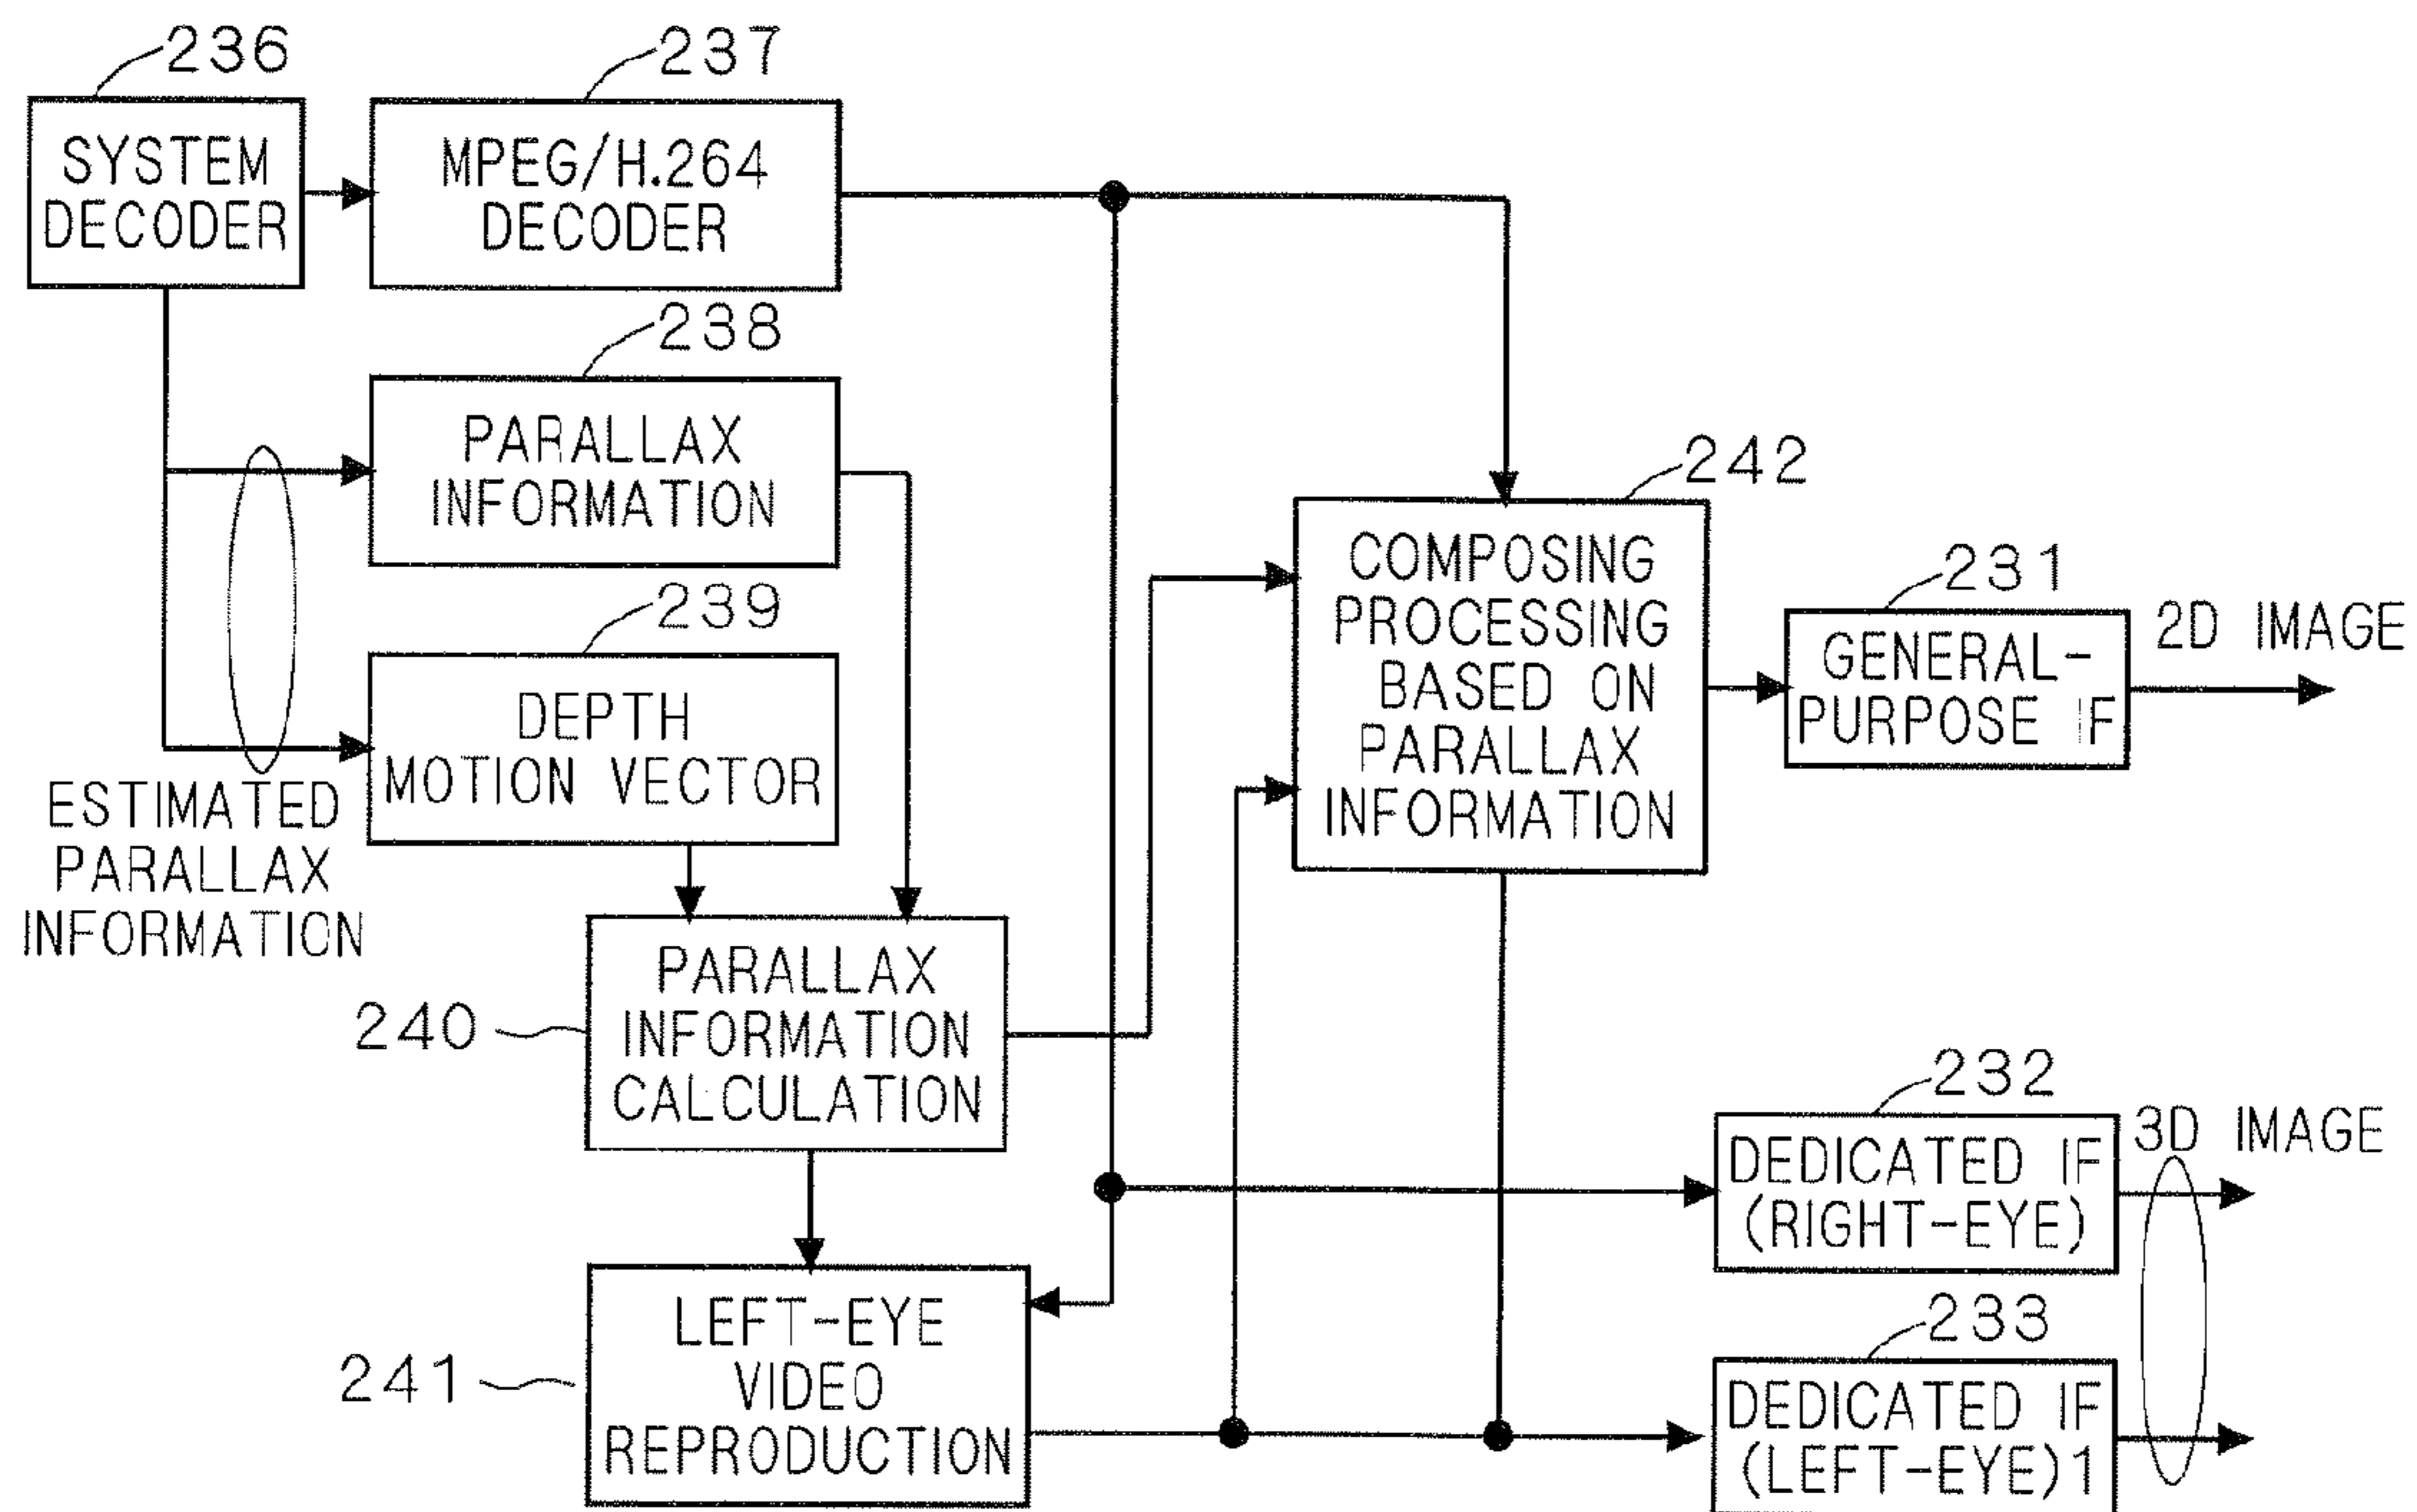 236
237
SYSTEM
DECODER
MPEG/H.264
DECODER
238
PARALLAX
INFORMATION
242
239
DEPTH
MOTION VECTOR
COMPOSING
PROCESSING
BASED ON
PARALLAX
INFORMATION
231
GENERAL-
PURPOSE IF
2D IMAGE
ESTIMATED
PARALLAX
INFORMATION
240
PARALLAX
INFORMATION
CALCULATION
232
DEDICATED IF
(RIGHT-EYE)
3D IMAGE
241
LEFT-EYE
VIDEO
REPRODUCTION
233
DEDICATED IF
(LEFT-EYE)1